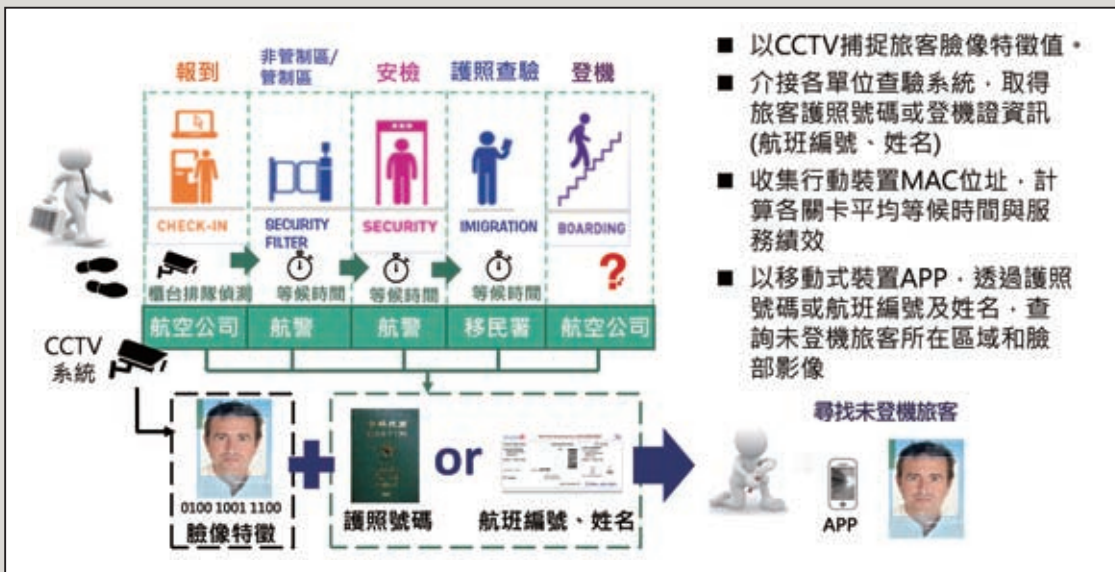 報到
非管制區/
管制區
安檢
護照查驗
登機
CHECK-IN
SECURITY
FILTER
SECURITY
IMIGRATION
BOARDING
?
櫃台排隊偵測
等候時間
等候時間
等候時間
航空公司
航警
航警
移民署
航空公司
CCTV
系統
0100 1001 1100
臉像特徵
護照號碼
or
航班編號、姓名
■ 以CCTV捕捉旅客臉像特徵值。
■ 介接各單位查驗系統，取得
旅客護照號碼或登機證資訊
(航班編號、姓名)
■ 收集行動裝置MAC位址，計
算各關卡平均等候時間與服
務績效
■ 以移動式裝置APP，透過護照
號碼或航班編號及姓名，查
詢未登機旅客所在區域和臉
部影像
尋找未登機旅客
APP